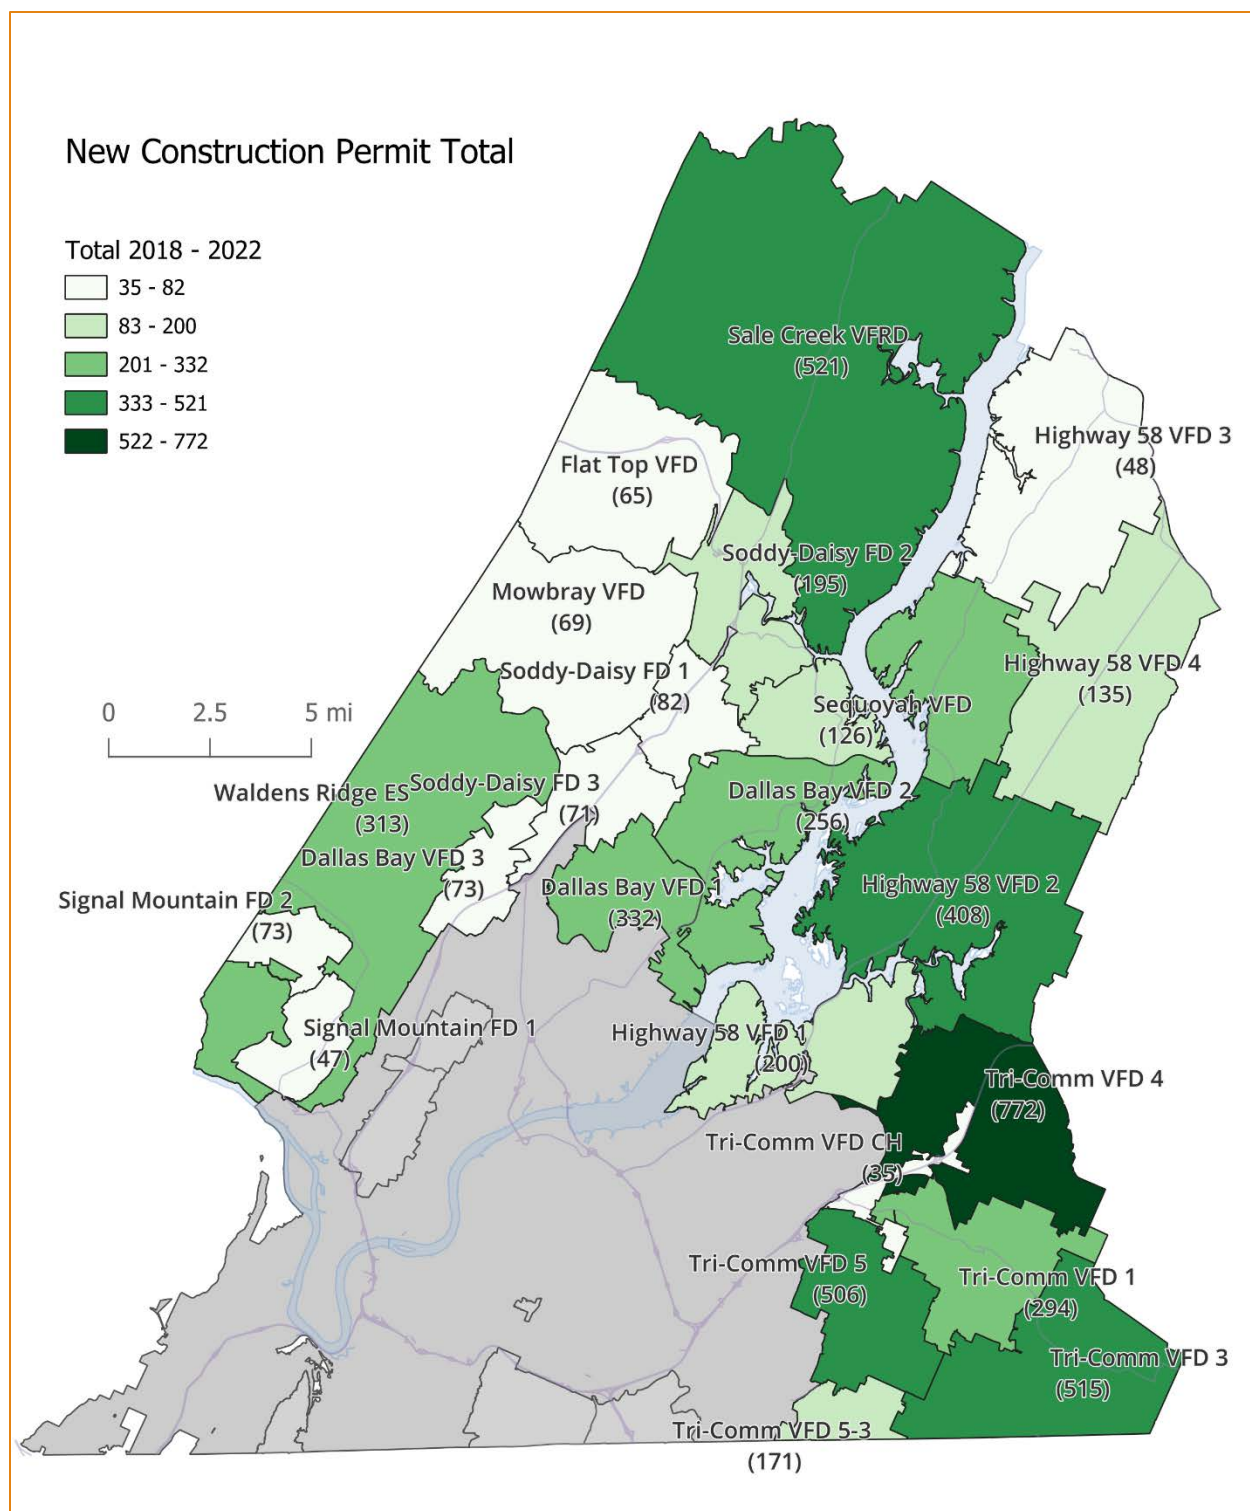 New Construction Permit Total
Total 2018 - 2022
35 - 82
83 - 200
201 - 332
333 - 521
522 - 772
Sale Creek VFRD
(521)
Highway 58 VFD 3
(48)
Flat Top VFD
(65)
Soddy-Daisy FD 2
(195)
Mowbray VFD
(69)
Soddy-Daisy FD 1
(82)
Highway 58 VFD 4
(135)
Sequoyah VFD
(126)
0 2.5 5 mi
Waldens Ridge ES
(313)
Soddy-Daisy FD 3
(71)
Dallas Bay VFD 2
(256)
Dallas Bay VFD 3
(73)
Dallas Bay VFD 1
(332)
Highway 58 VFD 2
(408)
Signal Mountain FD 2
(73)
Signal Mountain FD 1
(47)
Highway 58 VFD 1
(200)
Tri-Comm VFD 4
(772)
Tri-Comm VFD CH
(35)
Tri-Comm VFD 5
(506)
Tri-Comm VFD 1
(294)
Tri-Comm VFD 3
(515)
Tri-Comm VFD 5-3
(171)